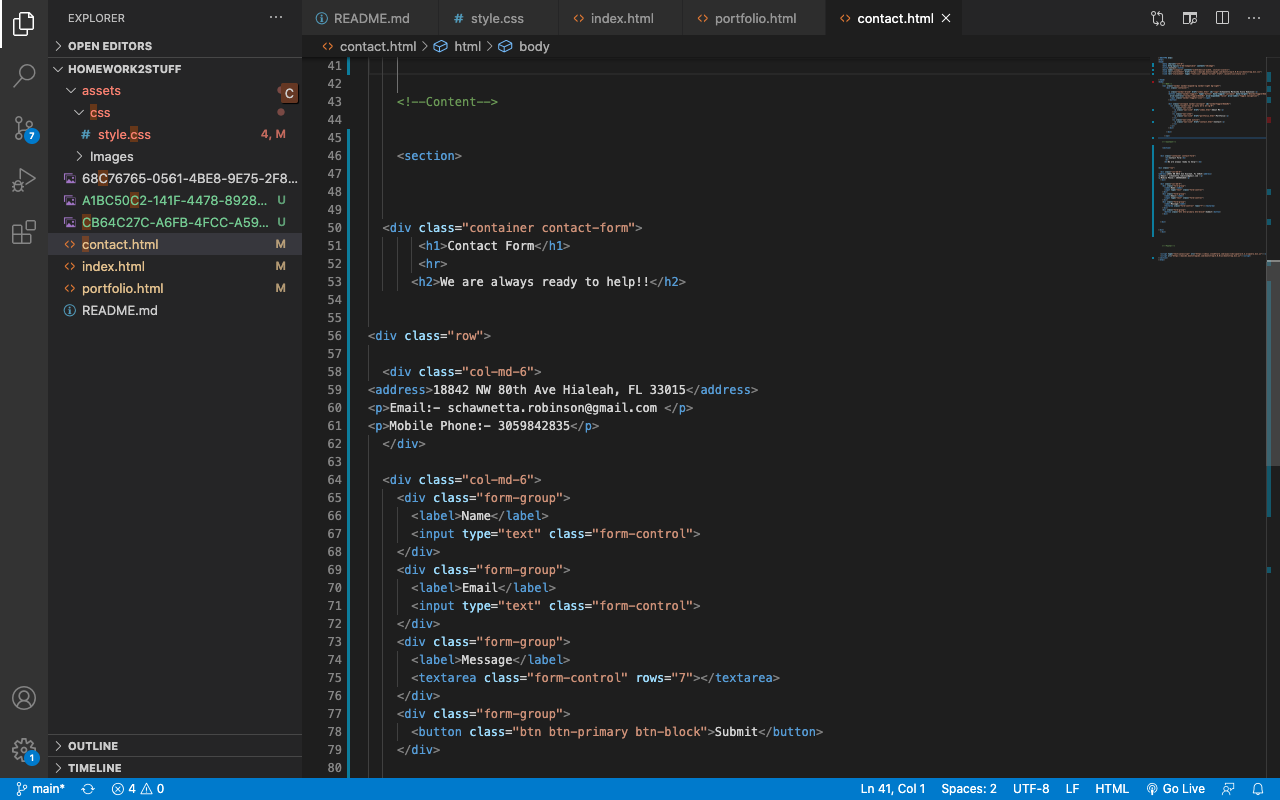 EXPLORER
OPEN EDITORS
HOMEWORK2STUFF
assets
C
css
# style.css 4, M
Images
68C76765-0561-4BE8-9E75-2F8...
A1BC50C2-141F-4478-8928... U
CB64C27C-A6FB-4FCC-A59... U
<> contact.html M
<> index.html M
<> portfolio.html M
README.md
OUTLINE
TIMELINE
7
1
README.md # style.css <> index.html <> portfolio.html <> contact.html
<> contact.html > html > body
41
42
43 <!--Content-->
44
45
46 <section>
47
48
49
50 <div class="container contact-form">
51 <h1>Contact Form</h1>
52 <hr>
53 <h2>We are always ready to help!!</h2>
54
55
56 <div class="row">
57
58 <div class="col-md-6">
59 <address>18842 NW 80th Ave Hialeah, FL 33015</address>
60 <p>Email:- schawnetta.robinson@gmail.com </p>
61 <p>Mobile Phone:- 3059842835</p>
62 </div>
63
64 <div class="col-md-6">
65 <div class="form-group">
66 <label>Name</label>
67 <input type="text" class="form-control">
68 </div>
69 <div class="form-group">
70 <label>Email</label>
71 <input type="text" class="form-control">
72 </div>
73 <div class="form-group">
74 <label>Message</label>
75 <textarea class="form-control" rows="7"></textarea>
76 </div>
77 <div class="form-group">
78 <button class="btn btn-primary btn-block">Submit</button>
79 </div>
80
main* 4 0 Ln 41, Col 1 Spaces: 2 UTF-8 LF HTML Go Live